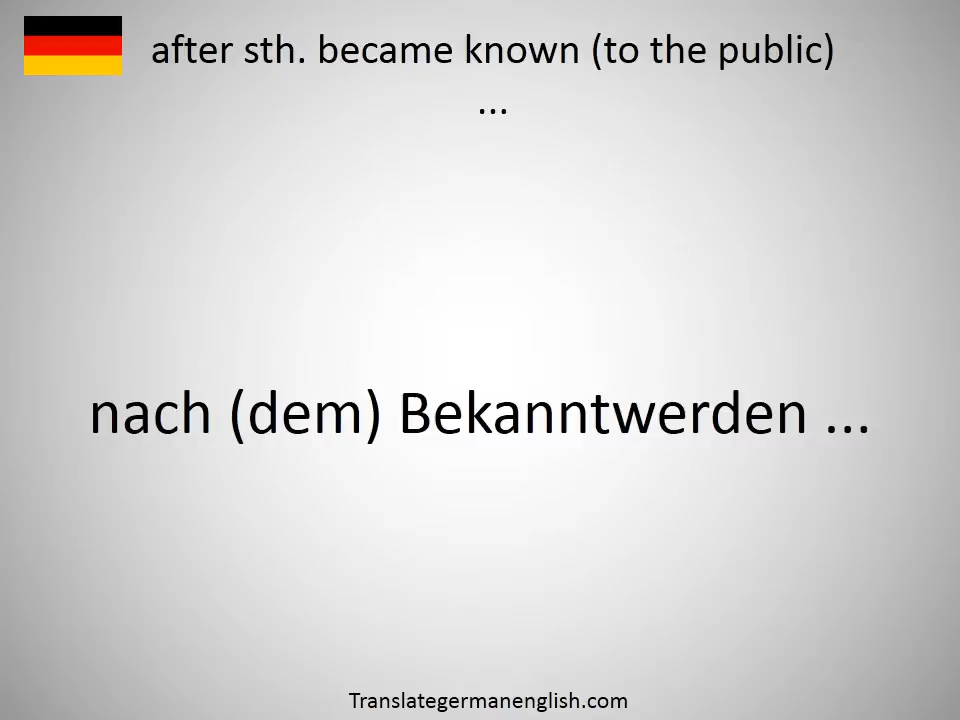 after sth. became known (to the public)
...
nach (dem) Bekanntwerden ...
Translategermanenglish.com